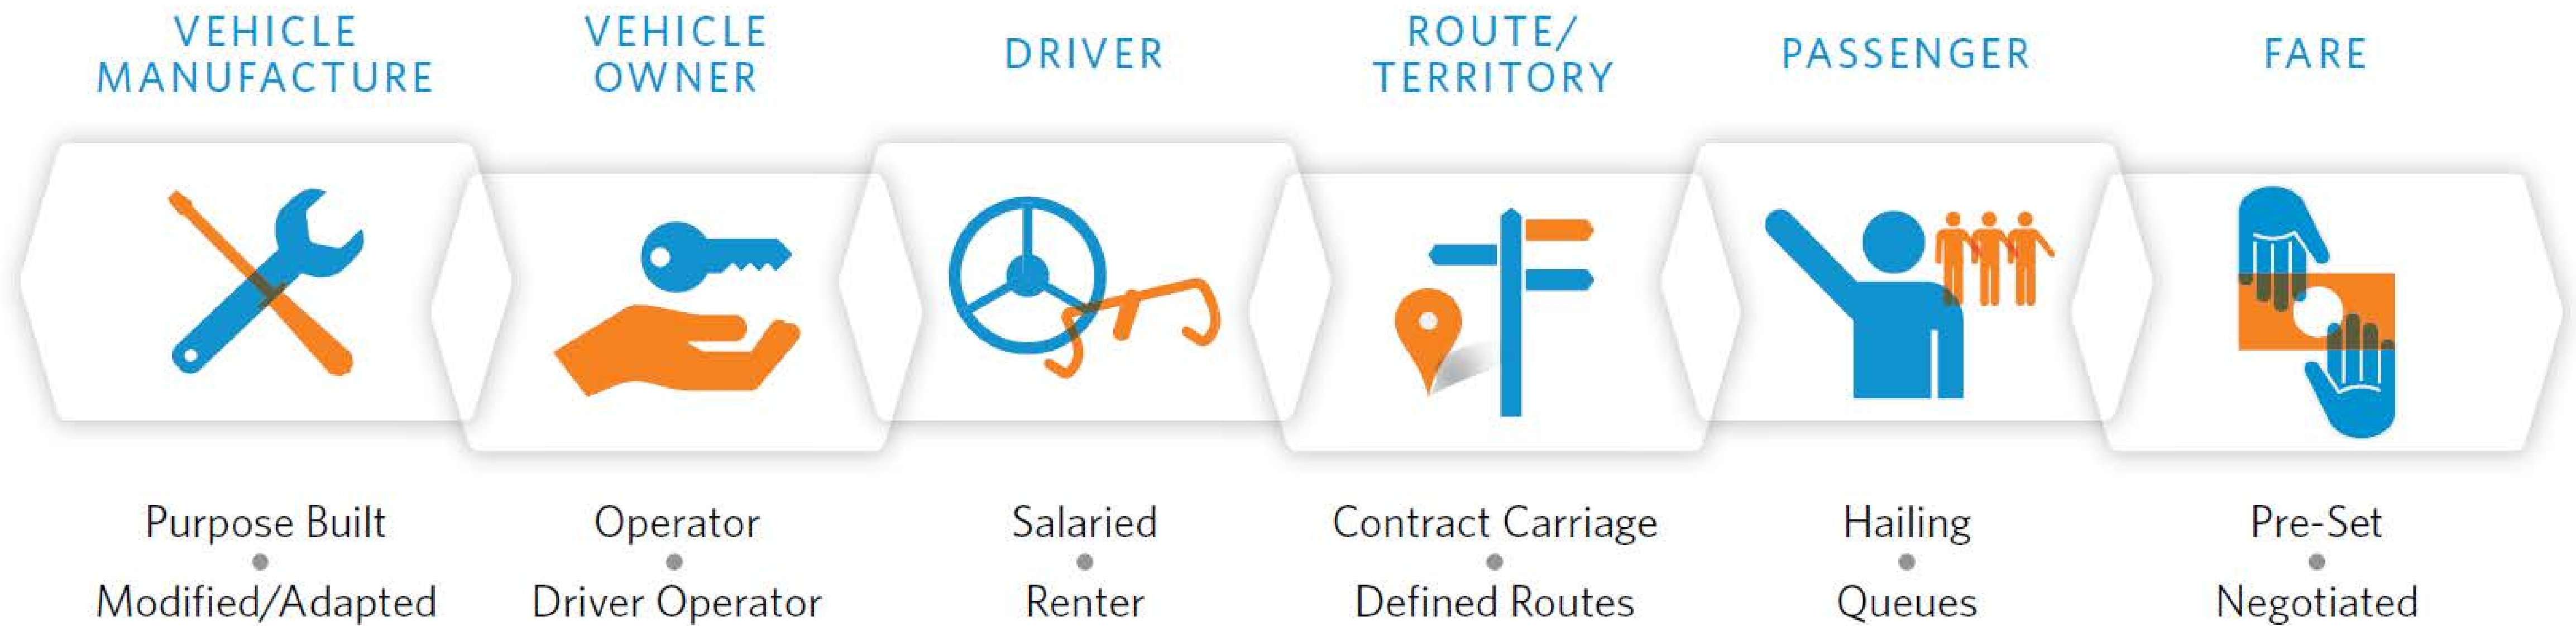 VEHICLE
MANUFACTURE
VEHICLE
OWNER
DRIVER
ROUTE/
TERRITORY
PASSENGER
FARE
Purpose Built
Modified/Adapted
Operator
Driver Operator
Salaried
Renter
Contract Carriage
Defined Routes
Hailing
Queues
Pre-Set
Negotiated